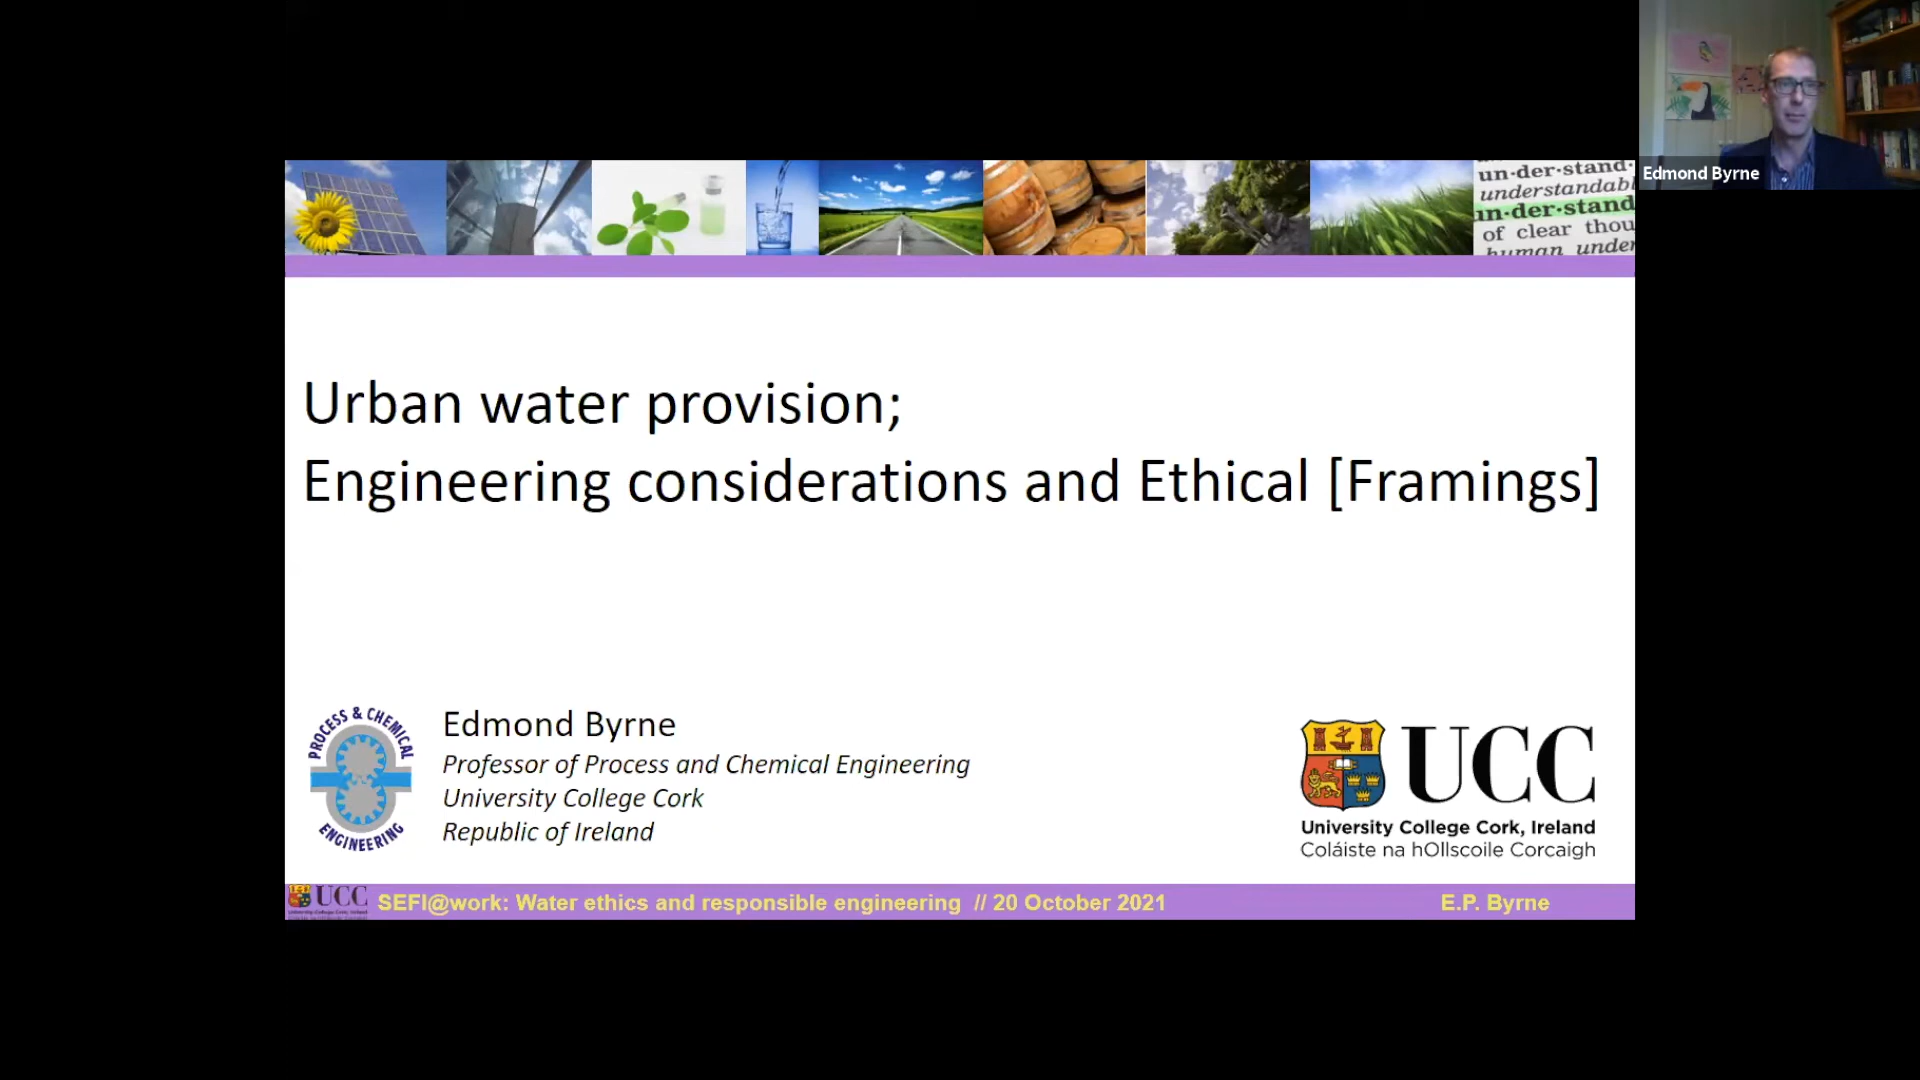 un·der·stand·
understandabl
un·der·stand
of clear thou
human under
Edmond Byrne
Urban water provision;
Engineering considerations and Ethical [Framings]
PROCESS & CHEMICAL
ENGINEERING
Edmond Byrne
Professor of Process and Chemical Engineering
University College Cork
Republic of Ireland
UCC
University College Cork, Ireland
Coláiste na hOllscoile Corcaigh
UCC
SEFI@work: Water ethics and responsible engineering // 20 October 2021
E.P. Byrne